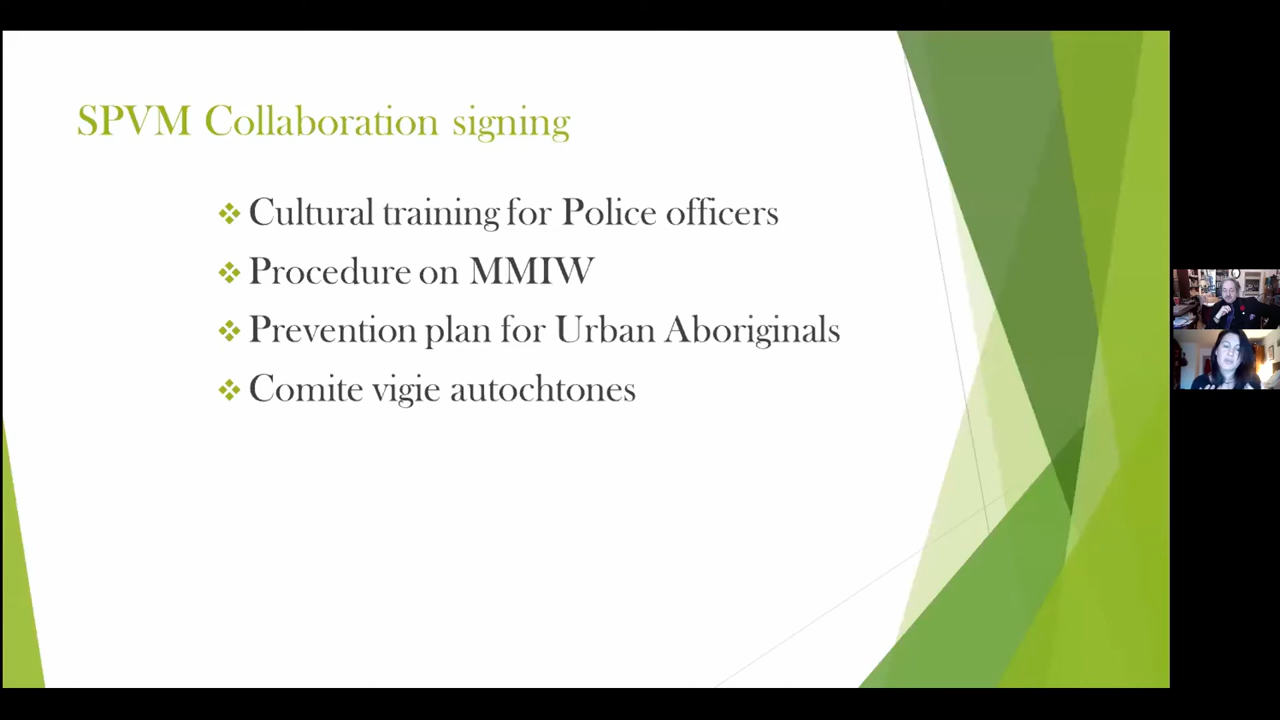 SPVM Collaboration signing
Cultural training for Police officers
Procedure on MMIW
Prevention plan for Urban Aboriginals
Comite vigie autochtones